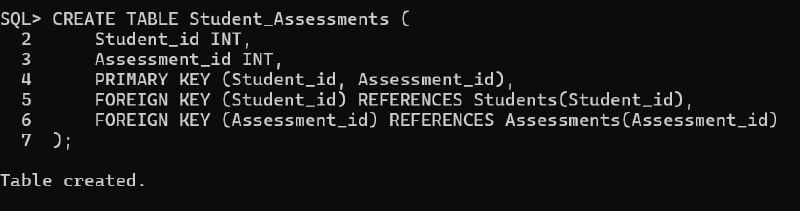 SQL> CREATE TABLE Student_Assessments (
  2      Student_id INT,
  3      Assessment_id INT,
  4      PRIMARY KEY (Student_id, Assessment_id),
  5      FOREIGN KEY (Student_id) REFERENCES Students(Student_id),
  6      FOREIGN KEY (Assessment_id) REFERENCES Assessments(Assessment_id)
  7  );
Table created.